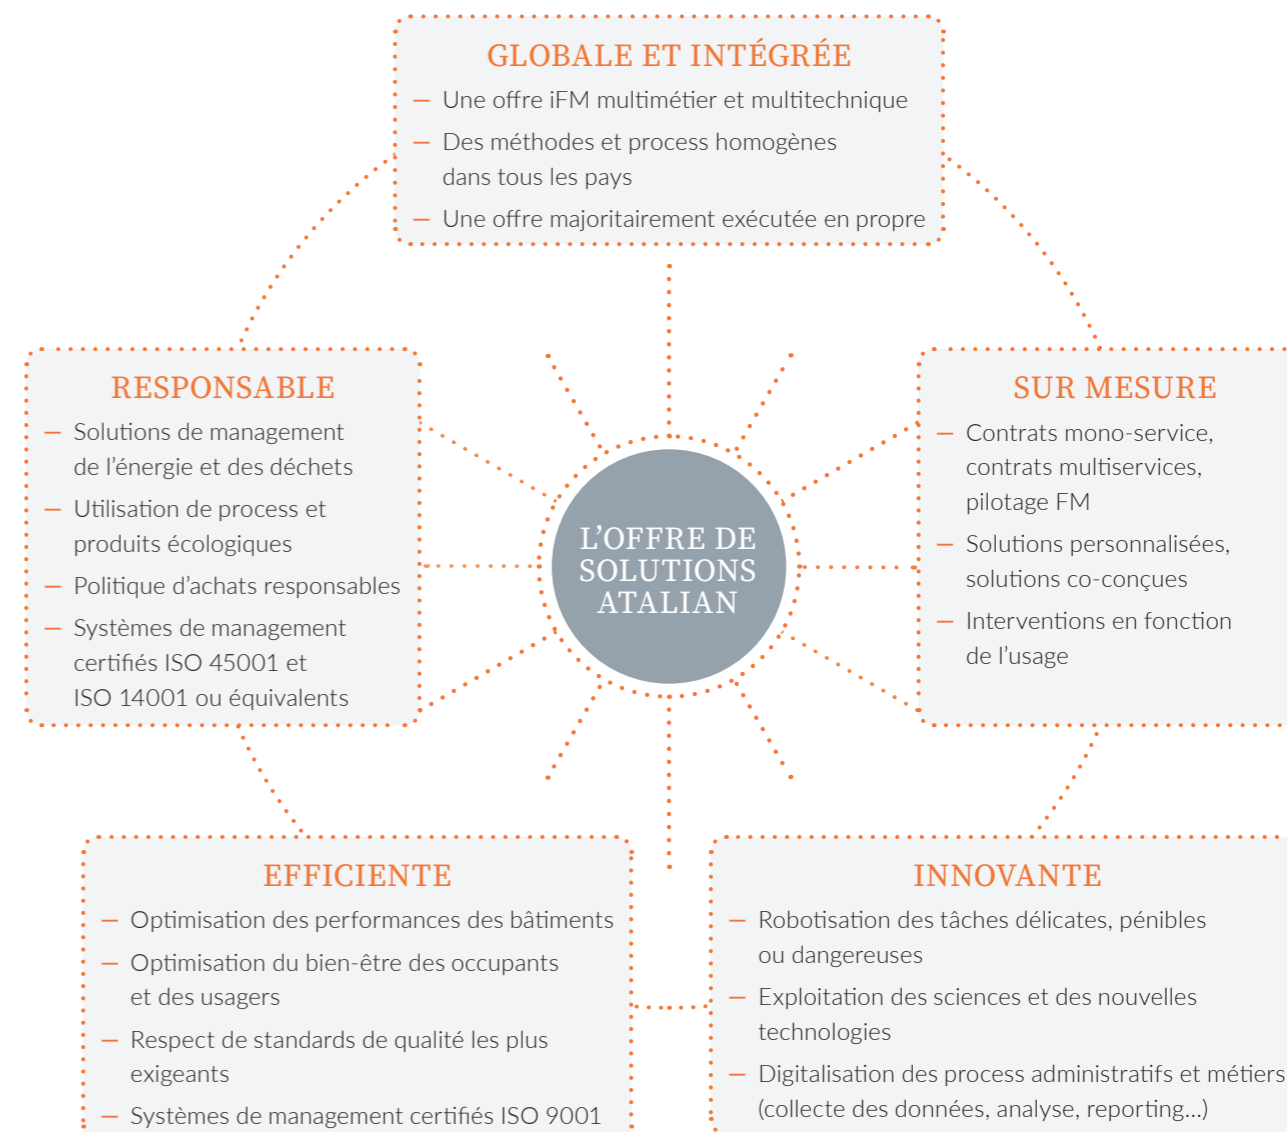 GLOBALE ET INTÉGRÉE
— Une offre iFM multimétier et multitechnique
— Des méthodes et process homogènes
dans tous les pays
— Une offre majoritairement exécutée en propre
RESPONSABLE
— Solutions de management
de l’énergie et des déchets
— Utilisation de process et
produits écologiques
— Politique d’achats responsables
— Systèmes de management
certifiés ISO 45001 et
ISO 14001 ou équivalents
L’OFFRE DE
SOLUTIONS
ATALIAN
SUR MESURE
— Contrats mono-service,
contrats multiservices,
pilotage FM
— Solutions personnalisées,
solutions co-conçues
— Interventions en fonction
de l’usage
EFFICIENTE
— Optimisation des performances des bâtiments
— Optimisation du bien-être des occupants
et des usagers
— Respect de standards de qualité les plus
exigeants
— Systèmes de management certifiés ISO 9001
INNOVANTE
— Robotisation des tâches délicates, pénibles
ou dangereuses
— Exploitation des sciences et des nouvelles
technologies
— Digitalisation des process administratifs et métiers
(collecte des données, analyse, reporting...)